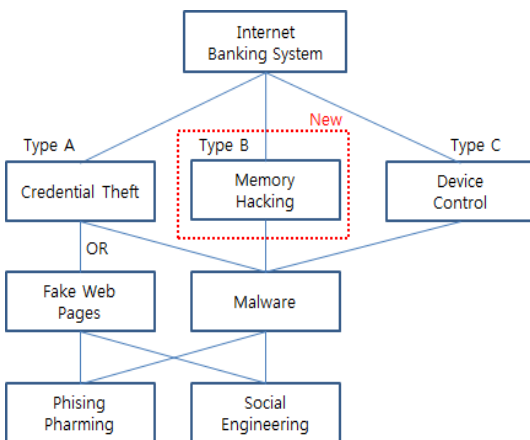 Internet
Banking System
New
Type A
Type B
Type C
Credential Theft
Memory
Hacking
Device
Control
OR
Fake Web
Pages
Malware
Phising
Pharming
Social
Engineering